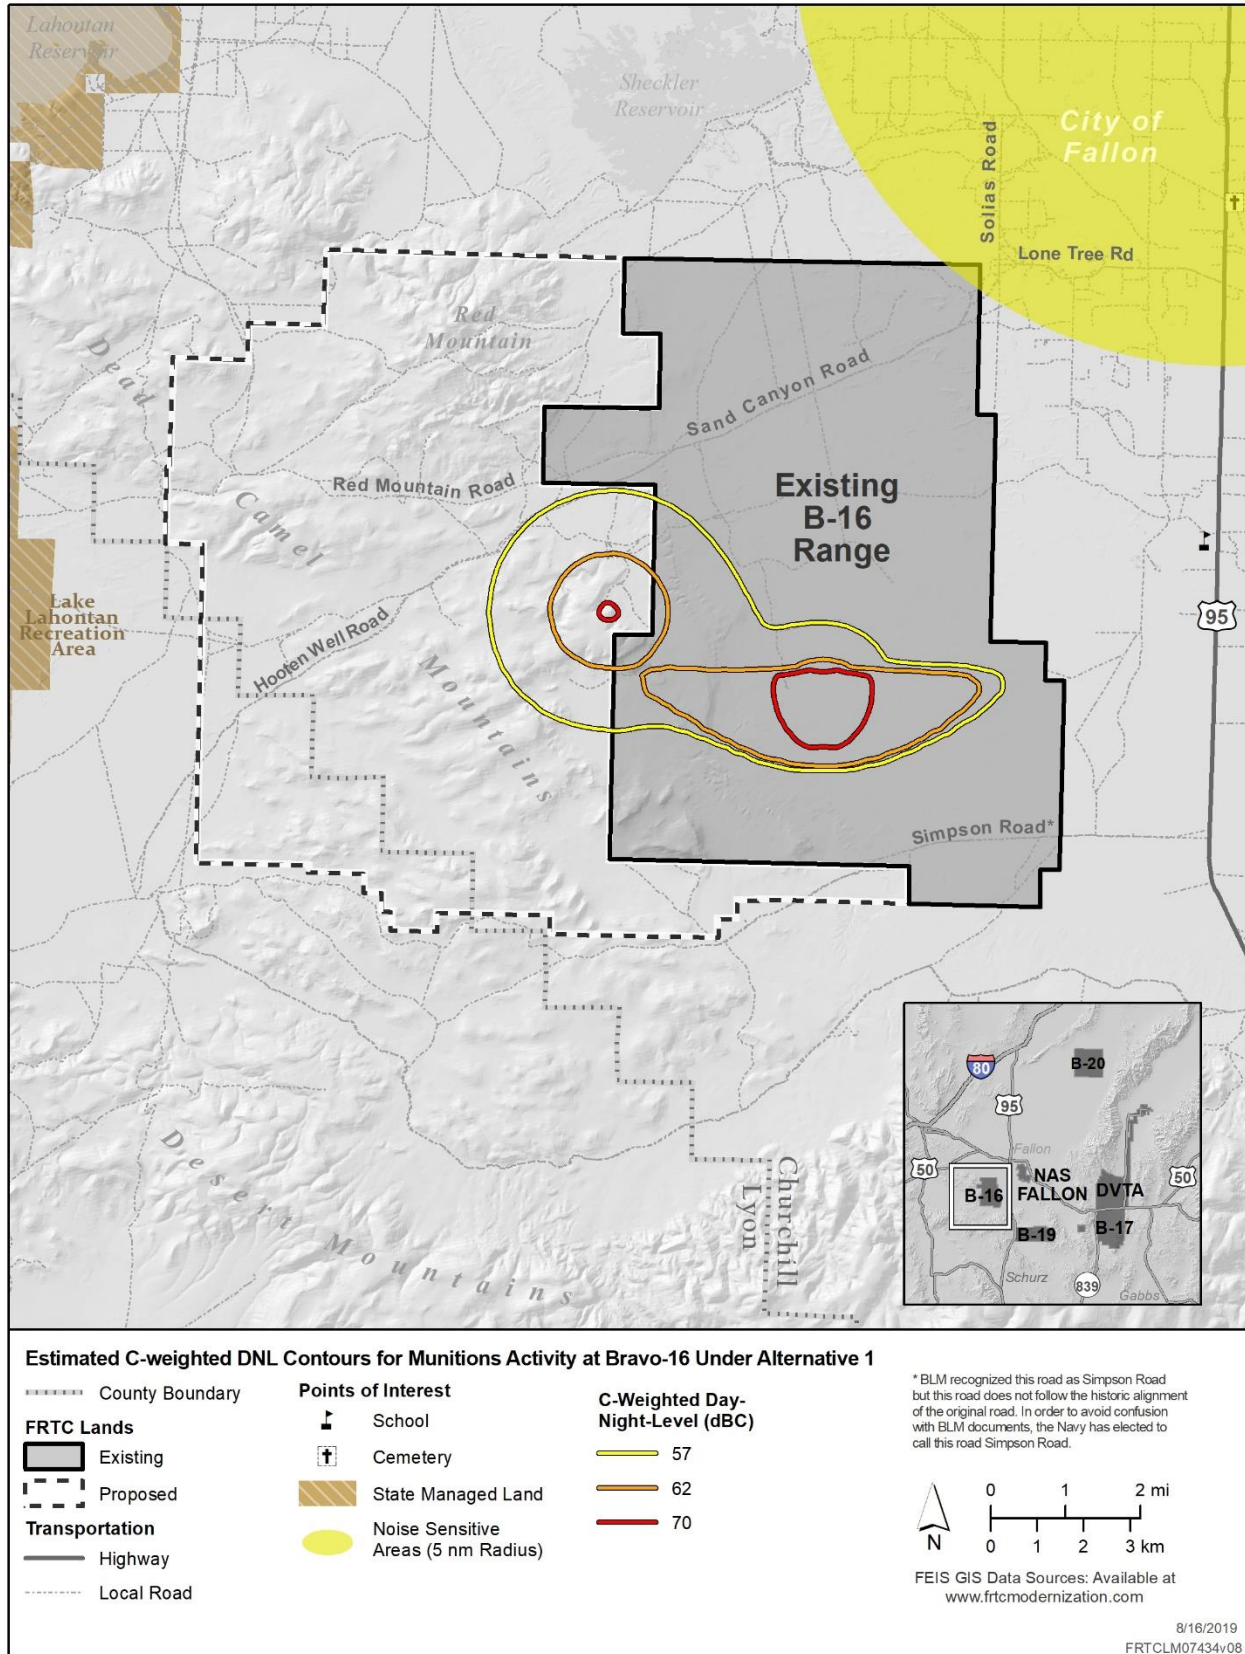 Lahontan
Reservoir
Sheckler
Reservoir
City of
Fallon
Solias Road
Lone Tree Rd
Red
Mountain
Dead
Sand Canyon Road
Existing
B-16
Range
Red Mountain Road
Camel
Lake
Lahontan
Recreation
Area
95
Hooten Well Road
Mountains
Simpson Road*
80
B-20
95
Fallon
50
NAS
FALLON
DVTA
50
B-16
B-19
B-17
Schurz
839
Gabbs
Desert Mountains
Lyon
Churchill
Estimated C-weighted DNL Contours for Munitions Activity at Bravo-16 Under Alternative 1
County Boundary
FRTC Lands
Existing
Proposed
Transportation
Highway
Local Road
Points of Interest
School
Cemetery
State Managed Land
Noise Sensitive
Areas (5 nm Radius)
C-Weighted Day-
Night-Level (dBC)
57
62
70
* BLM recognized this road as Simpson Road
but this road does not follow the historic alignment
of the original road. In order to avoid confusion
with BLM documents, the Navy has elected to
call this road Simpson Road.
N
0 1 2 mi
0 1 2 3 km
FEIS GIS Data Sources: Available at
www.frtcmodernization.com
8/16/2019
FRTCLM07434v08